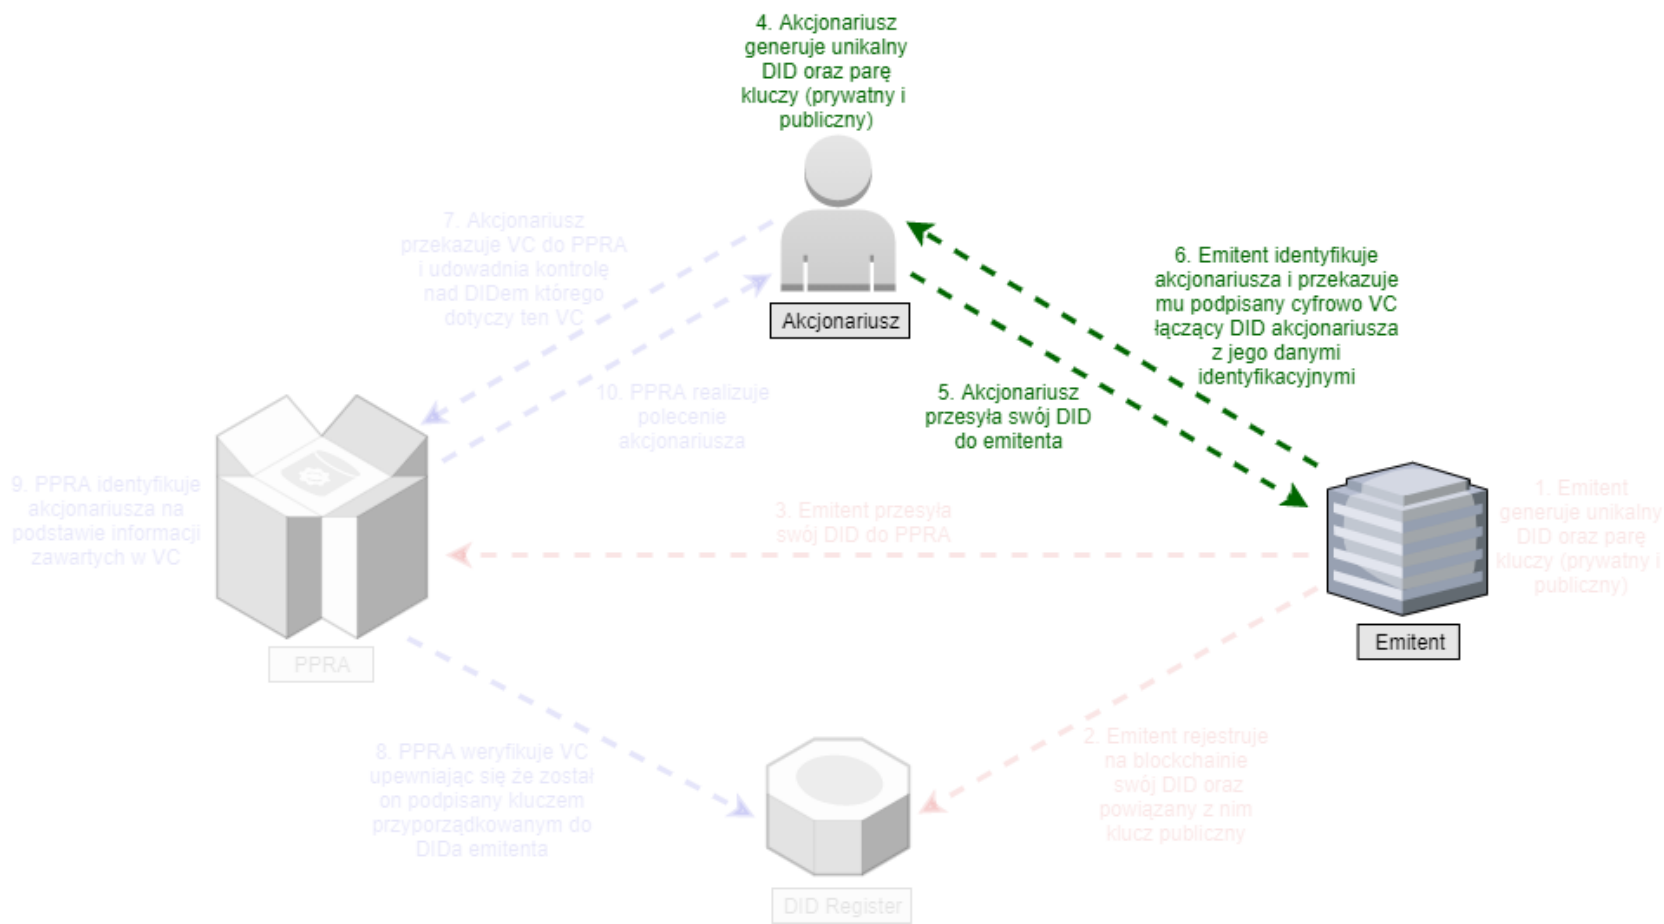 4. Akcjonariusz
generuje unikalny
DID oraz parę
kluczy (prywatny i
publiczny)
7. Akcjonariusz
przekazuje VC do PPRA
i udowadnia kontrolę
nad DIDem którego
dotyczy ten VC
Akcjonariusz
6. Emitent identyfikuje
akcjonariusza i przekazuje
mu podpisany cyfrowo VC
łączący DID akcjonariusza
z jego danymi
identyfikacyjnymi
10. PPRA realizuje
polecenie
akcjonariusza
5. Akcjonariusz
przesyła swój DID
do emitenta
9. PPRA identyfikuje
akcjonariusza na
podstawie informacji
zawartych w VC
3. Emitent przesyła
swój DID do PPRA
1. Emitent
generuje unikalny
DID oraz parę
kluczy (prywatny i
publiczny)
PPRA
Emitent
8. PPRA weryfikuje VC
upewniając się że został
on podpisany kluczem
przyporządkowanym do
DIDa emitenta
2. Emitent rejestruje
na blockchainie
swój DID oraz
powiązany z nim
klucz publiczny
DID Register